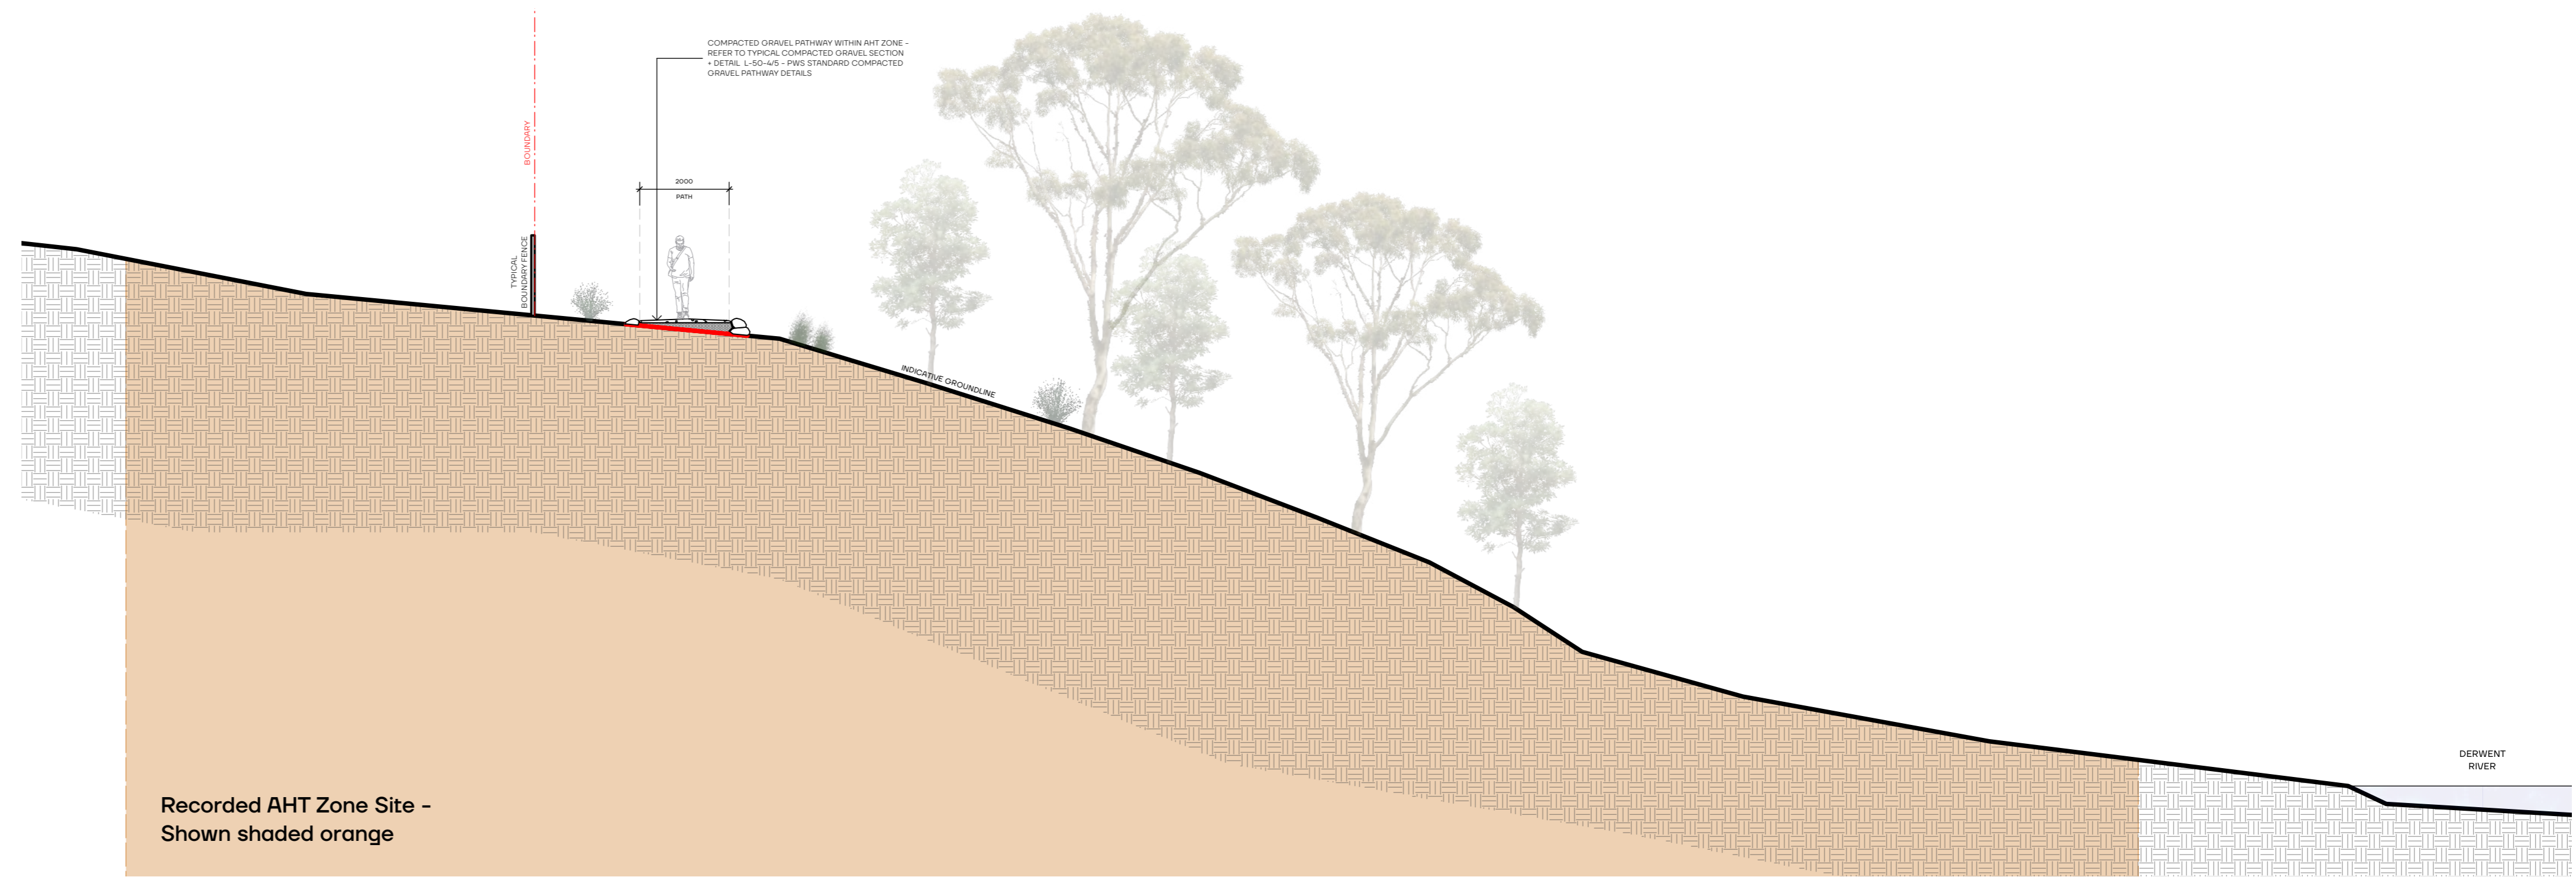 COMPACTED GRAVEL PATHWAY WITHIN AHT ZONE -
REFER TO TYPICAL COMPACTED GRAVEL SECTION
+ DETAIL L-50-4/5 - PWS STANDARD COMPACTED
GRAVEL PATHWAY DETAILS
BOUNDARY
2000
PATH
TYPICAL
BOUNDARY FENCE
INDICATIVE GROUNDLINE
DERWENT
RIVER
Recorded AHT Zone Site -
Shown shaded orange